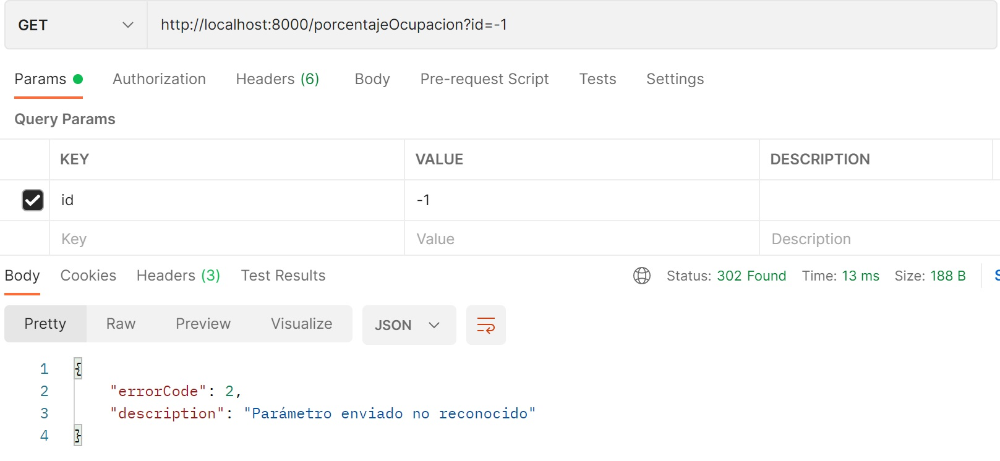 GET http://localhost:8000/porcentajeOcupacion?id=-1
Params Authorization Headers (6) Body Pre-request Script Tests Settings
Query Params
KEY VALUE DESCRIPTION
id -1
Key Value Description
Body Cookies Headers (3) Test Results Status: 302 Found Time: 13 ms Size: 188 B
Pretty Raw Preview Visualize JSON
1 {
2 "errorCode": 2,
3 "description": "Parámetro enviado no reconocido"
4 }